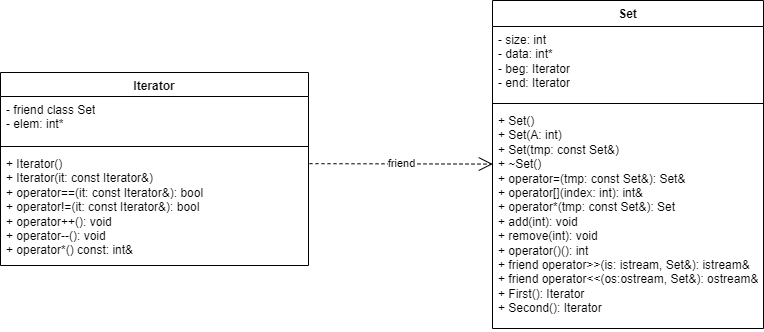 Iterator
- friend class Set
- elem: int*
+ Iterator()
+ Iterator(it: const Iterator&)
+ operator==(it: const Iterator&): bool
+ operator!=(it: const Iterator&): bool
+ operator++(): void
+ operator--(): void
+ operator*() const: int&
friend
Set
- size: int
- data: int*
- beg: Iterator
- end: Iterator
+ Set()
+ Set(A: int)
+ Set(tmp: const Set&)
+ ~Set()
+ operator=(tmp: const Set&): Set&
+ operator[](index: int): int&
+ operator*(tmp: const Set&): Set
+ add(int): void
+ remove(int): void
+ operator()(): int
+ friend operator>>(is: istream, Set&): istream&
+ friend operator<<(os:ostream, Set&): ostream&
+ First(): Iterator
+ Second(): Iterator